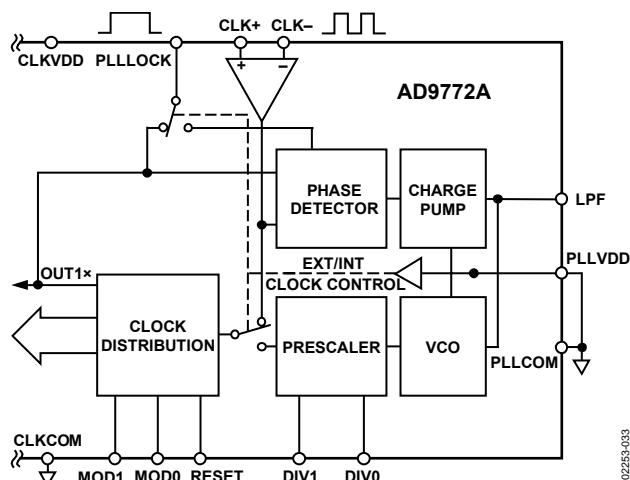 CLK+ CLK–
CLKVDD PLLLOCK
+ –
AD9772A
PHASE
DETECTOR
CHARGE
PUMP
LPF
PLLVDD
EXT/INT
CLOCK CONTROL
OUT1×
CLOCK
DISTRIBUTION
PRESCALER
VCO
PLLCOM
CLKCOM
MOD1 MOD0 RESET DIV1 DIV0
02253-033